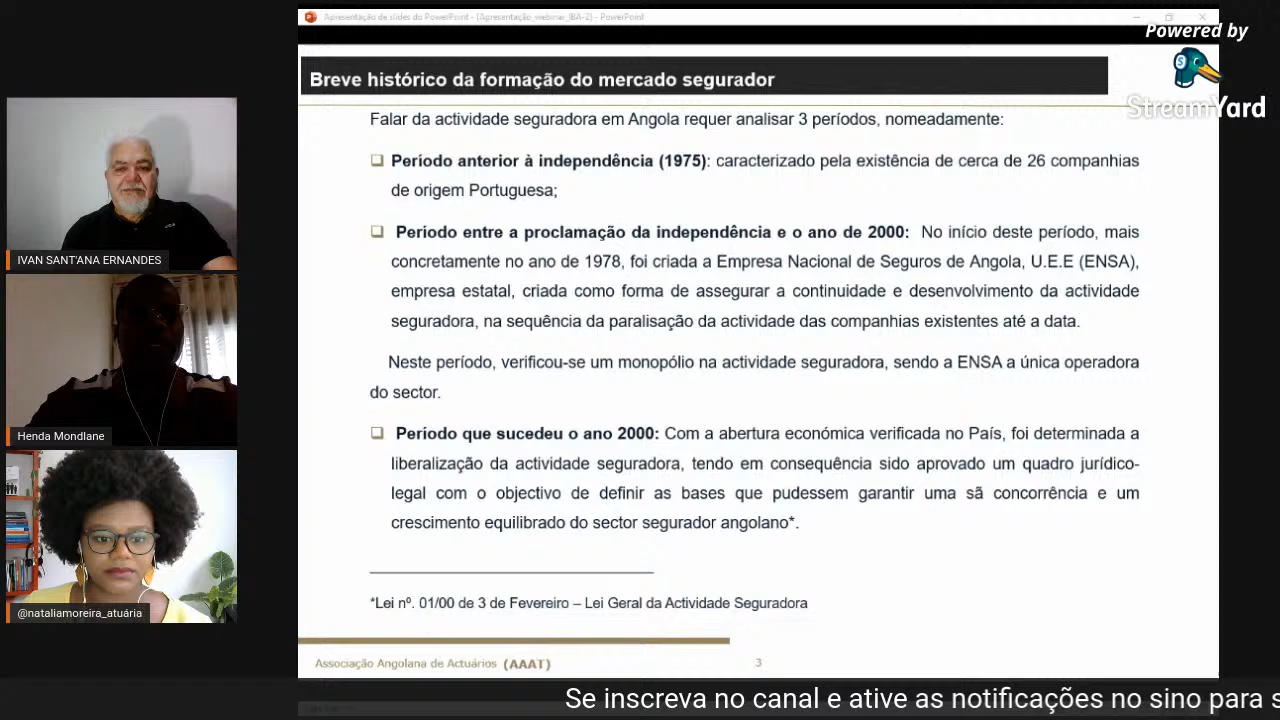 Apresentação de slides do PowerPoint - [Apresentação_webinar_IBA-2] - PowerPoint
Powered by
StreamYard
Breve histórico da formação do mercado segurador
Falar da actividade seguradora em Angola requer analisar 3 períodos, nomeadamente:
Período anterior à independência (1975): caracterizado pela existência de cerca de 26 companhias
de origem Portuguesa;
Período entre a proclamação da independência e o ano de 2000: No início deste período, mais
concretamente no ano de 1978, foi criada a Empresa Nacional de Seguros de Angola, U.E.E (ENSA),
empresa estatal, criada como forma de assegurar a continuidade e desenvolvimento da actividade
seguradora, na sequência da paralisação da actividade das companhias existentes até a data.
Neste período, verificou-se um monopólio na actividade seguradora, sendo a ENSA a única operadora
do sector.
Período que sucedeu o ano 2000: Com a abertura económica verificada no País, foi determinada a
liberalização da actividade seguradora, tendo em consequência sido aprovado um quadro jurídico-
legal com o objectivo de definir as bases que pudessem garantir uma sã concorrência e um
crescimento equilibrado do sector segurador angolano*.
*Lei nº. 01/00 de 3 de Fevereiro – Lei Geral da Actividade Seguradora
Associação Angolana de Actuários (AAAT)
3
IVAN SANT'ANA ERNANDES
Henda Mondlane
@nataliamoreira_atuária
Se inscreva no canal e ative as notificações no sino para s